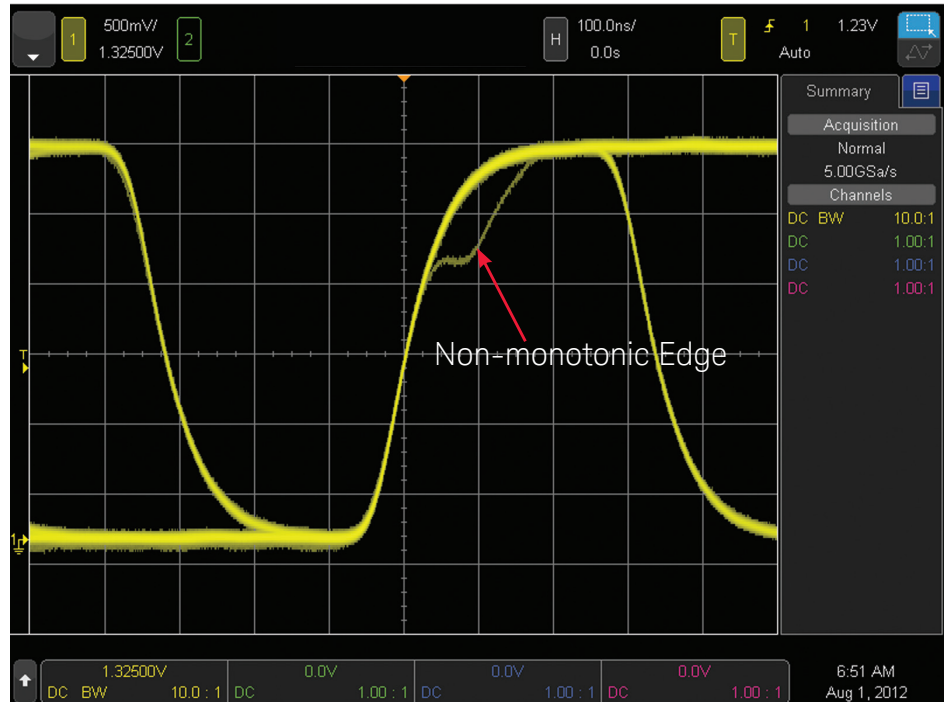 1 500mV/ 2 H 100.0ns/ T 1 1.23V
1.32500V 0.0s Auto
Summary
Acquisition
Normal
5.00GSa/s
Channels
DC BW 10.0:1
DC 1.00:1
DC 1.00:1
DC 1.00:1
T
Non-monotonic Edge
1
1.32500V 0.0V 0.0V 0.0V 6:51 AM
DC BW 10.0 : 1 DC 1.00 : 1 DC 1.00 : 1 DC 1.00 : 1 Aug 1, 2012